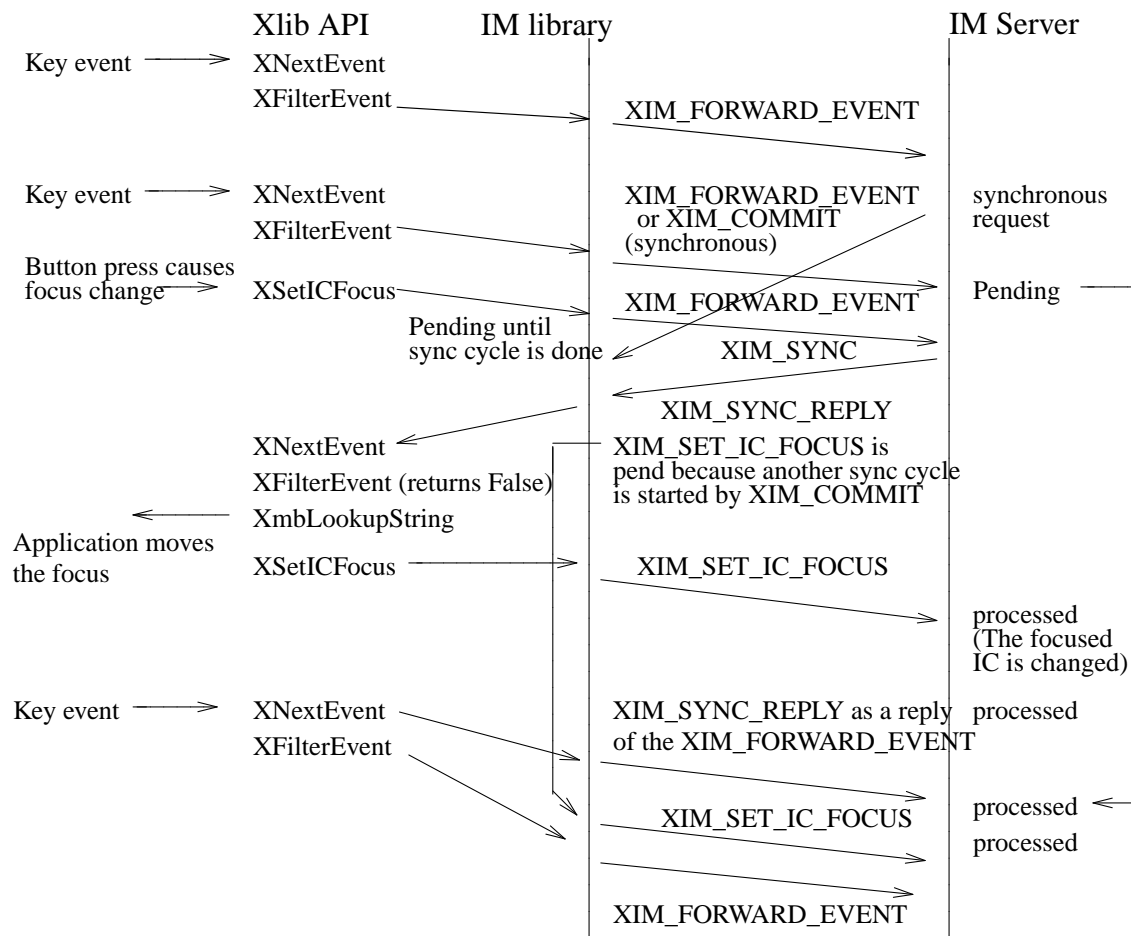 Xlib API IM library IM Server
Key event XNextEvent
XFilterEvent XIM_FORWARD_EVENT
Key event XNextEvent XIM_FORWARD_EVENT synchronous
or XIM_COMMIT request
XFilterEvent (synchronous)
Button press causes
focus change XSetICFocus XIM_FORWARD_EVENT Pending
Pending until
sync cycle is done XIM_SYNC
XIM_SYNC_REPLY
XNextEvent XIM_SET_IC_FOCUS is
pend because another sync cycle
XFilterEvent (returns False) is started by XIM_COMMIT
XmbLookupString
Application moves
the focus XSetICFocus XIM_SET_IC_FOCUS
processed
(The focused
IC is changed)
Key event XNextEvent XIM_SYNC_REPLY as a reply processed
XFilterEvent of the XIM_FORWARD_EVENT
processed
XIM_SET_IC_FOCUS
processed
XIM_FORWARD_EVENT